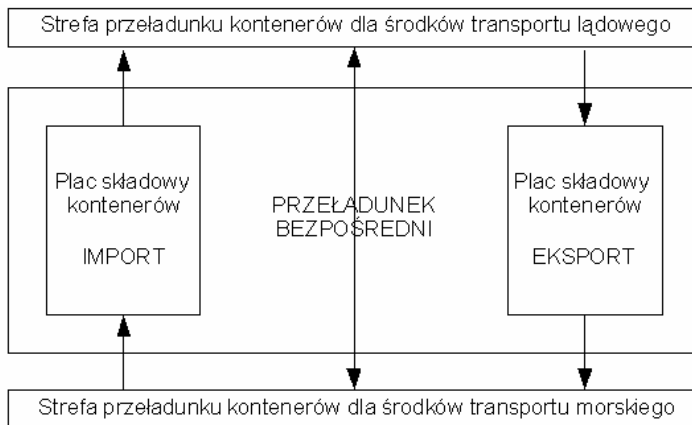 Strefa przeładunku kontenerów dla środków transportu lądowego
Plac składowy
kontenerów
IMPORT
PRZEŁADUNEK
BEZPOŚREDNI
Plac składowy
kontenerów
EKSPORT
Strefa przeładunku kontenerów dla środków transportu morskiego